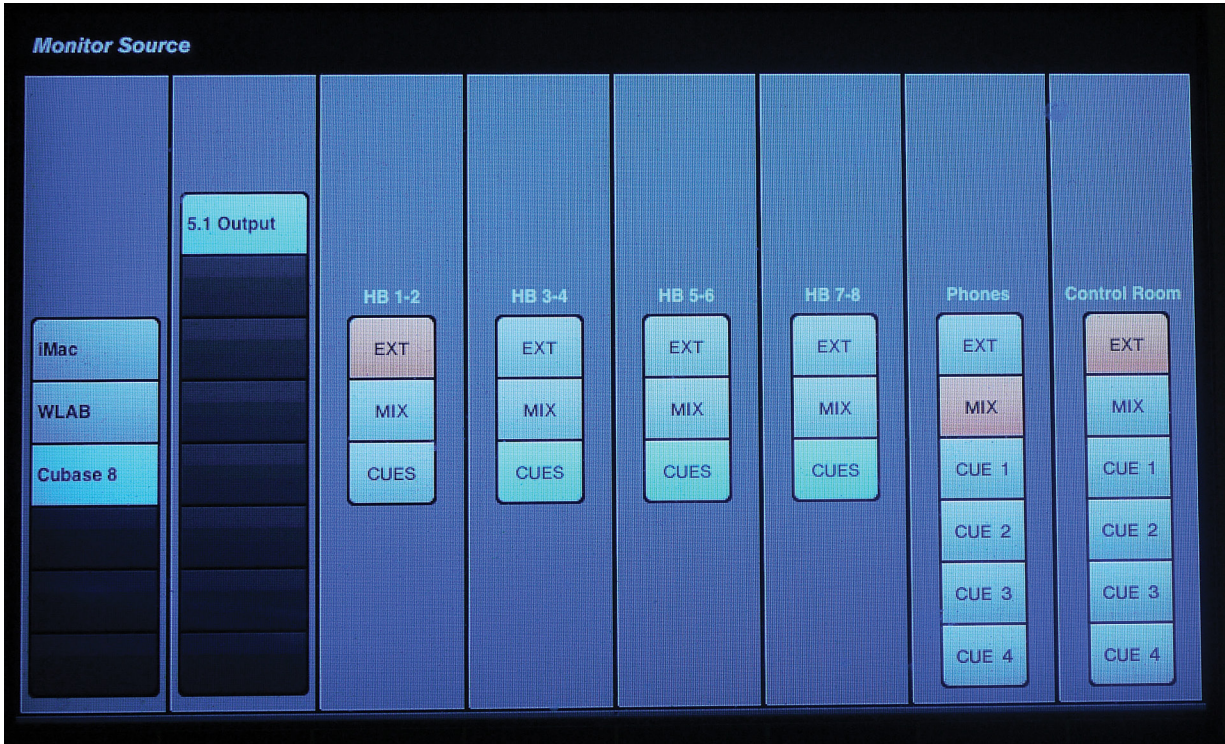 Monitor Source
iMac
WLAB
Cubase 8
5.1 Output
HB 1-2
EXT
MIX
CUES
HB 3-4
EXT
MIX
CUES
HB 5-6
EXT
MIX
CUES
HB 7-8
EXT
MIX
CUES
Phones
EXT
MIX
CUE 1
CUE 2
CUE 3
CUE 4
Control Room
EXT
MIX
CUE 1
CUE 2
CUE 3
CUE 4